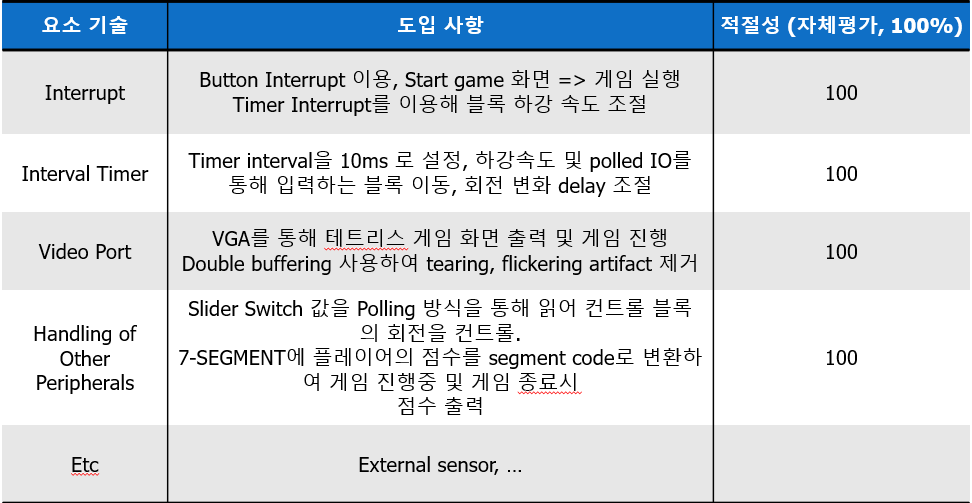 요소 기술
도입 사항
적절성 (자체평가, 100%)
Interrupt
Button Interrupt 이용, Start game 화면 => 게임 실행
Timer Interrupt를 이용해 블록 하강 속도 조절
100
Interval Timer
Timer interval을 10ms 로 설정, 하강속도 및 polled IO를
통해 입력하는 블록 이동, 회전 변화 delay 조절
100
Video Port
VGA를 통해 테트리스 게임 화면 출력 및 게임 진행
Double buffering 사용하여 tearing, flickering artifact 제거
100
Handling of
Other
Peripherals
Slider Switch 값을 Polling 방식을 통해 읽어 컨트롤 블록
의 회전을 컨트롤.
7-SEGMENT에 플레이어의 점수를 segment code로 변환하
여 게임 진행중 및 게임 종료시
점수 출력
100
Etc
External sensor, ...